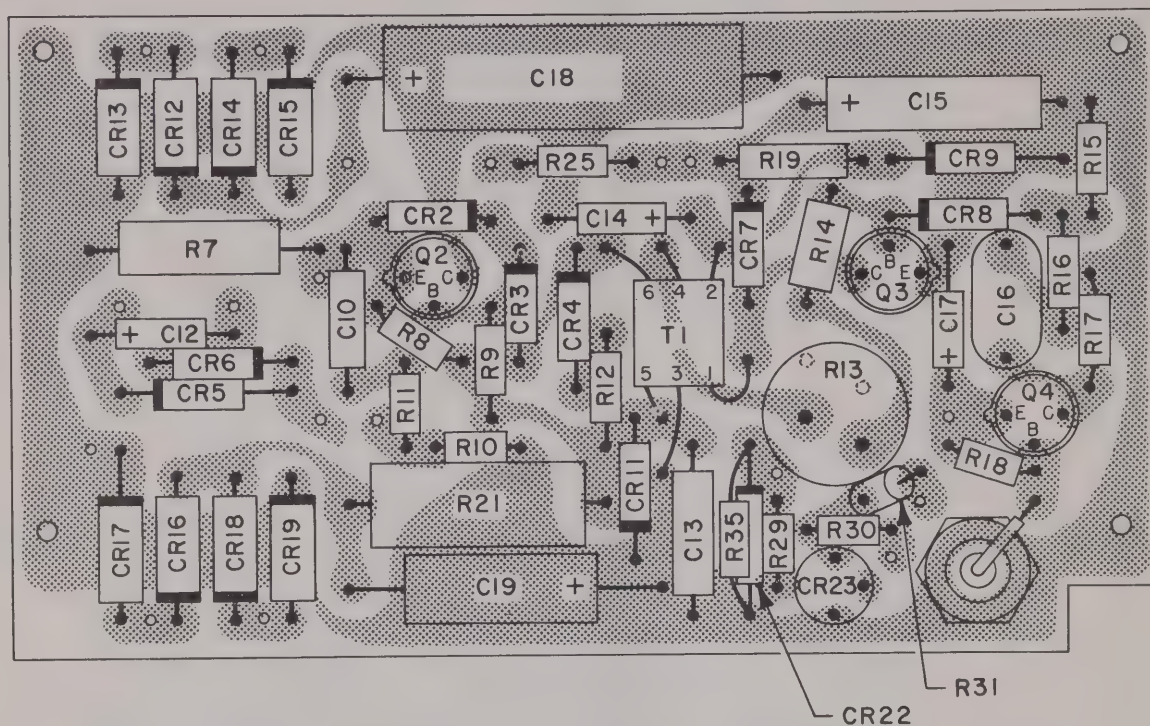 CR13
CR12
CR14
CR15
+ C18
+ C15
R15
R25
R19
CR9
CR2
C14 +
CR7
R14
CR8
R7
C10
Q2
E C
B
CR3
CR4
6 4 2
T1
5 3 1
B
C E
Q3
C17
+
C16
R16
R17
+ C12
CR6
CR5
R8
R9
R11
R12
R13
Q4
E C
B
R10
R18
CR17
CR16
CR18
CR19
R21
CR11
C13
R35
R29
R30
C19 +
CR23
R31
CR22